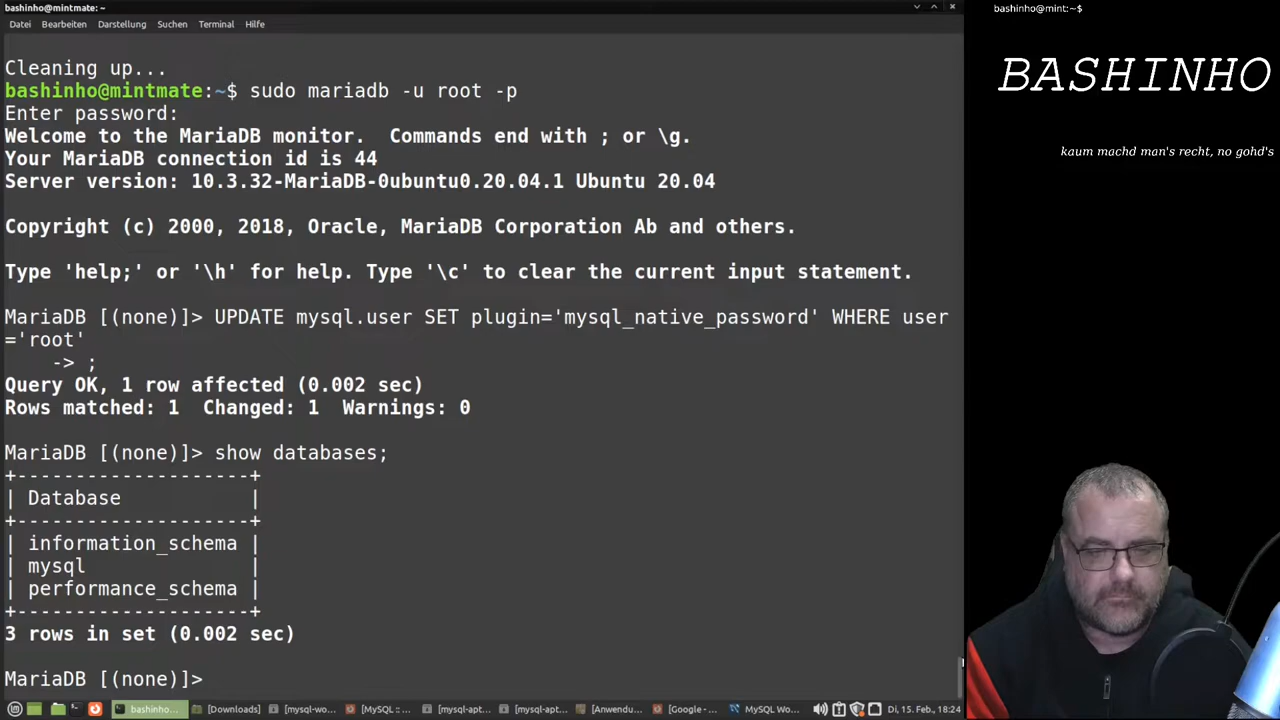 bashinho@mintmate: ~
Datei Bearbeiten Darstellung Suchen Terminal Hilfe
Cleaning up...
bashinho@mintmate:~$ sudo mariadb -u root -p
Enter password:
Welcome to the MariaDB monitor.  Commands end with ; or \g.
Your MariaDB connection id is 44
Server version: 10.3.32-MariaDB-0ubuntu0.20.04.1 Ubuntu 20.04
Copyright (c) 2000, 2018, Oracle, MariaDB Corporation Ab and others.
Type 'help;' or '\h' for help. Type '\c' to clear the current input statement.
MariaDB [(none)]> UPDATE mysql.user SET plugin='mysql_native_password' WHERE user
='root'
    -> ;
Query OK, 1 row affected (0.002 sec)
Rows matched: 1  Changed: 1  Warnings: 0
MariaDB [(none)]> show databases;
+--------------------+
| Database           |
+--------------------+
| information_schema |
| mysql              |
| performance_schema |
+--------------------+
3 rows in set (0.002 sec)
MariaDB [(none)]>
bashinho... [Downloads] [mysql-wo... [MySQL :: ... [mysql-apt... [mysql-apt... [Anwendu... [Google - ... MySQL Wo... Di, 15. Feb., 18:24
bashinho@mint:~$
BASHINHO
kaum machd man's recht, no gohd's